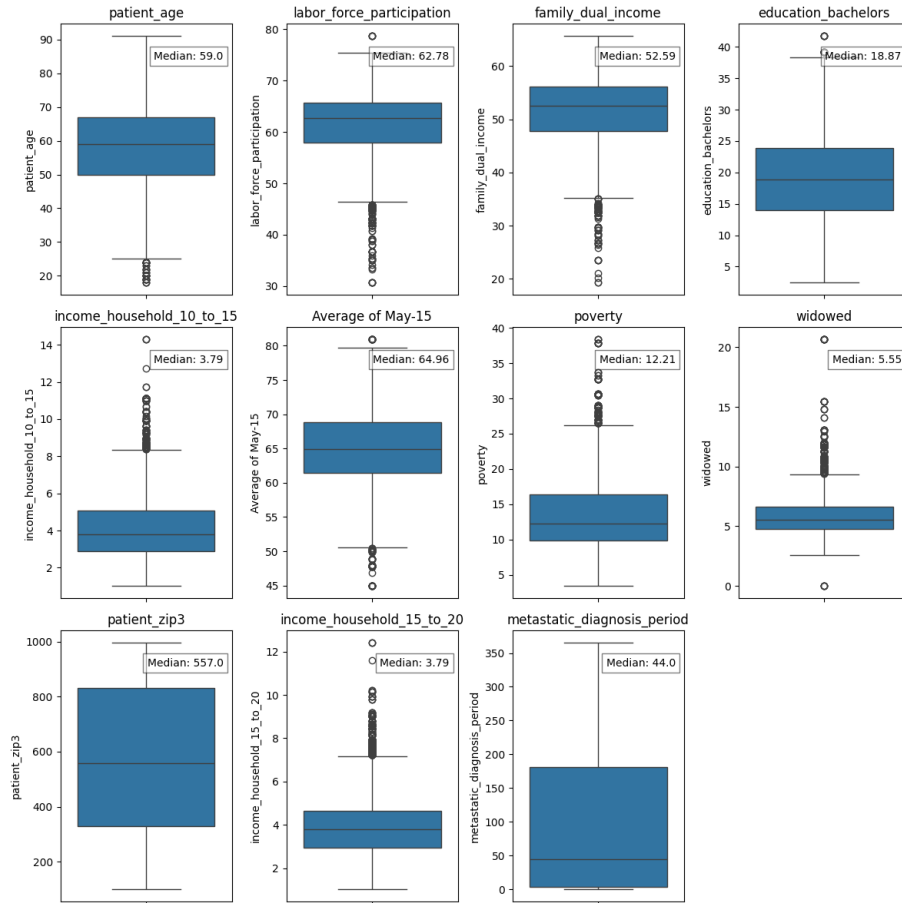 patient_age
90
80
70
60
50
40
30
20
patient_age
Median: 59.0
labor_force_participation
80
70
60
50
40
30
labor_force_participation
Median: 62.78
family_dual_income
60
50
40
30
20
family_dual_income
Median: 52.59
education_bachelors
40
35
30
25
20
15
10
5
education_bachelors
Median: 18.87
income_household_10_to_15
14
12
10
8
6
4
2
income_household_10_to_15
Median: 3.79
Average of May-15
80
75
70
65
60
55
50
45
Average of May-15
Median: 64.96
poverty
40
35
30
25
20
15
10
5
poverty
Median: 12.21
widowed
20
15
10
5
0
widowed
Median: 5.55
patient_zip3
1000
800
600
400
200
patient_zip3
Median: 557.0
income_household_15_to_20
12
10
8
6
4
2
income_household_15_to_20
Median: 3.79
metastatic_diagnosis_period
350
300
250
200
150
100
50
0
metastatic_diagnosis_period
Median: 44.0